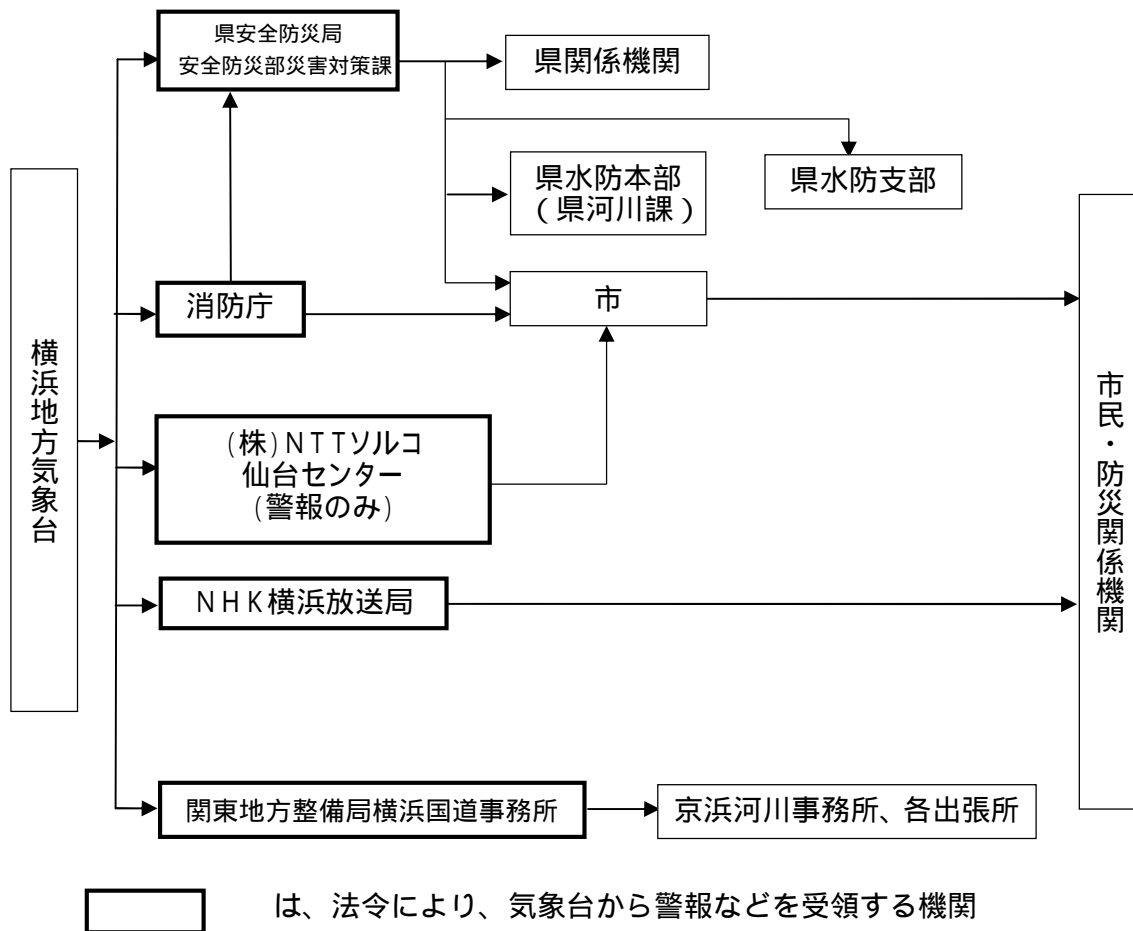 県安全防災局
安全防災部災害対策課
県関係機関
県水防本部
(県河川課)
県水防支部
消防庁
市
横浜地方気象台
(株)NTTソルコ
仙台センター
(警報のみ)
市民・防災関係機関
NHK横浜放送局
関東地方整備局横浜国道事務所
京浜河川事務所、各出張所
は、法令により、気象台から警報などを受領する機関